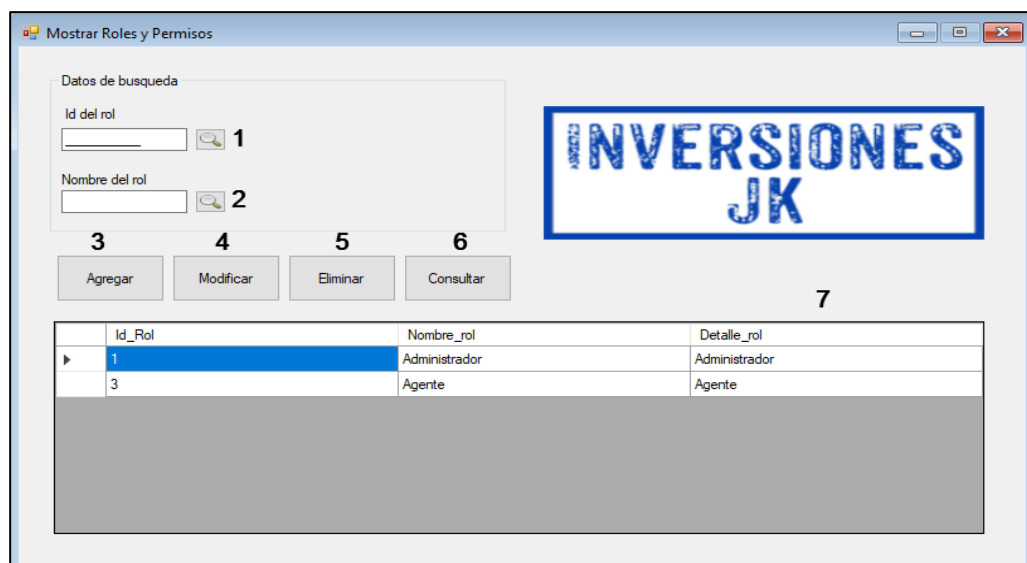 Mostrar Roles y Permisos
Datos de busqueda
Id del rol
1
Nombre del rol
2
INVERSIONES
JK
3 4 5 6
Agregar Modificar Eliminar Consultar
7
Id_Rol Nombre_rol Detalle_rol
1 Administrador Administrador
3 Agente Agente